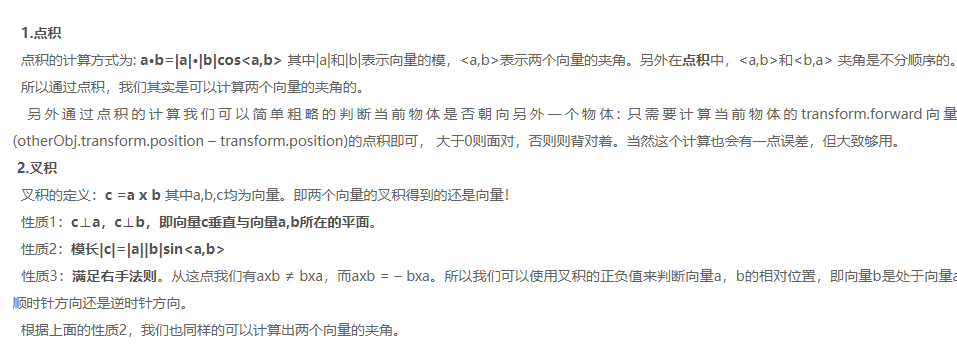 1.点积
点积的计算方式为: a•b=|a|•|b|cos<a,b> 其中|a|和|b|表示向量的模，<a,b>表示两个向量的夹角。另外在点积中，<a,b>和<b,a> 夹角是不分顺序的。
所以通过点积，我们其实是可以计算两个向量的夹角的。
另外通过点积的计算我们可以简单粗略的判断当前物体是否朝向另外一个物体: 只需要计算当前物体的transform.forward向量
(otherObj.transform.position – transform.position)的点积即可， 大于0则面对，否则则背对着。当然这个计算也会有一点误差，但大致够用。
2.叉积
叉积的定义：c =a x b 其中a,b,c均为向量。即两个向量的叉积得到的还是向量！
性质1：c⊥a，c⊥b，即向量c垂直与向量a,b所在的平面。
性质2：模长|c|=|a||b|sin<a,b>
性质3：满足右手法则。从这点我们有axb ≠ bxa，而axb = – bxa。所以我们可以使用叉积的正负值来判断向量a，b的相对位置，即向量b是处于向量a
顺时针方向还是逆时针方向。
根据上面的性质2，我们也同样的可以计算出两个向量的夹角。